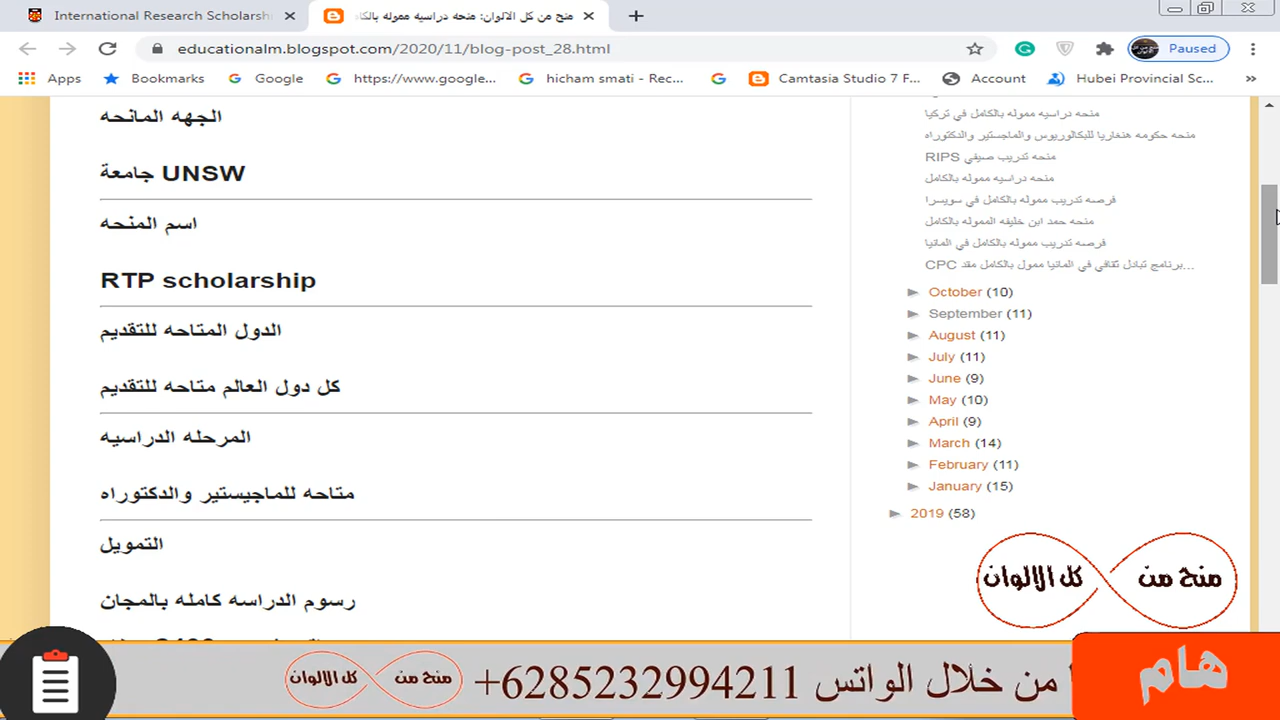 International Research Scholarsh
منح من كل الالوان: منحه دراسيه مموله بالكا
educationalm.blogspot.com/2020/11/blog-post_28.html
Paused
Apps
Bookmarks
Google
https://www.google...
hicham smati - Rec...
Camtasia Studio 7 F...
Account
Hubei Provincial Sc...
»
الجهه المانحه
جامعة UNSW
اسم المنحه
RTP scholarship
الدول المتاحه للتقديم
كل دول العالم متاحه للتقديم
المرحله الدراسيه
متاحه للماجيستير والدكتوراه
التمويل
رسوم الدراسه كامله بالمجان
منحه دراسيه مموله بالكامل في تركيا
منحه حكومه هنغاريا للبكالوريوس والماجستير والدكتوراه
منحه تدريب صيفي RIPS
منحه دراسيه مموله بالكامل
فرصه تدريب مموله بالكامل في سويسرا
منحه حمد ابن خليفه المموله بالكامل
فرصه تدريب مموله بالكامل في المانيا
برنامج تبادل ثقافي في المانيا ممول بالكامل مقد CPC...
► October (10)
► September (11)
► August (11)
► July (11)
► June (9)
► May (10)
► April (9)
► March (14)
► February (11)
► January (15)
► 2019 (58)
منح من كل الالوان
منح من كل الالوان
من خلال الواتس 6285232994211+
هام